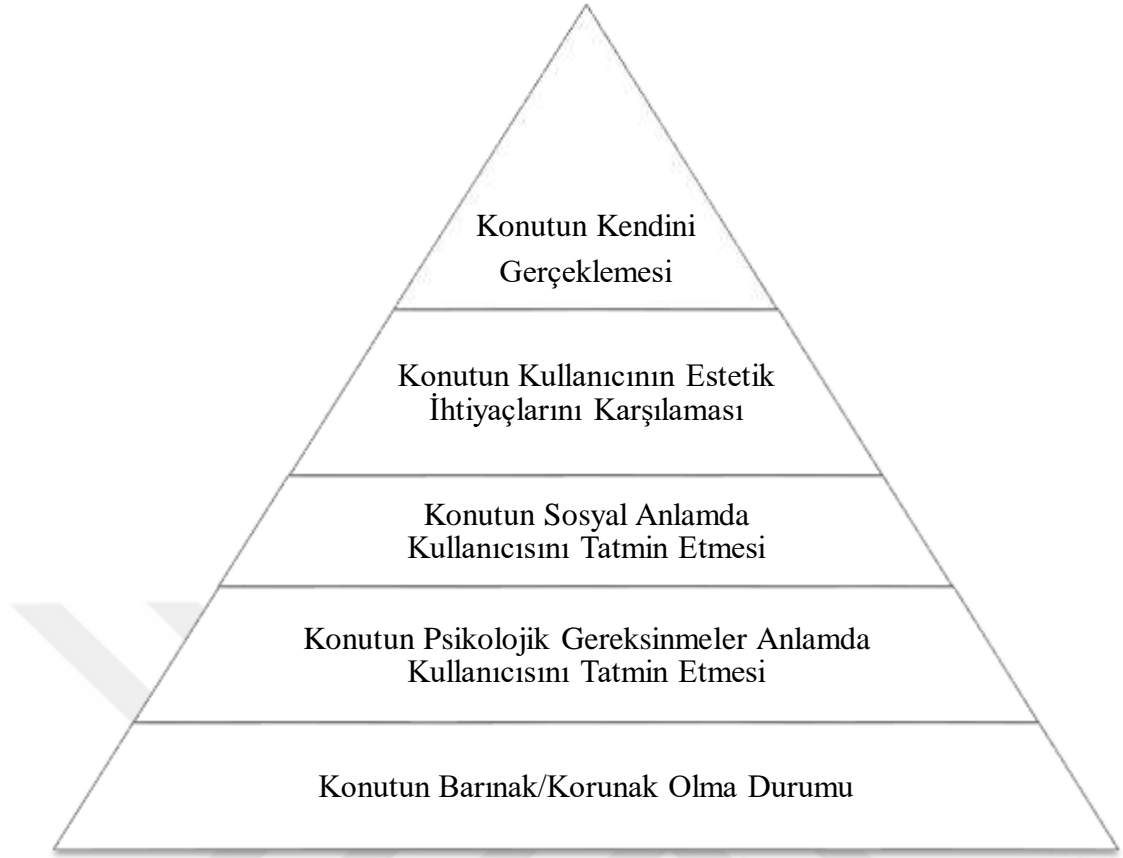 Konutun Kendini
Gerçeklemesi
Konutun Kullanıcının Estetik
İhtiyaçlarını Karşılaması
Konutun Sosyal Anlamda
Kullanıcısını Tatmin Etmesi
Konutun Psikolojik Gereksinmeler Anlamda
Kullanıcısını Tatmin Etmesi
Konutun Barınak/Korunak Olma Durumu